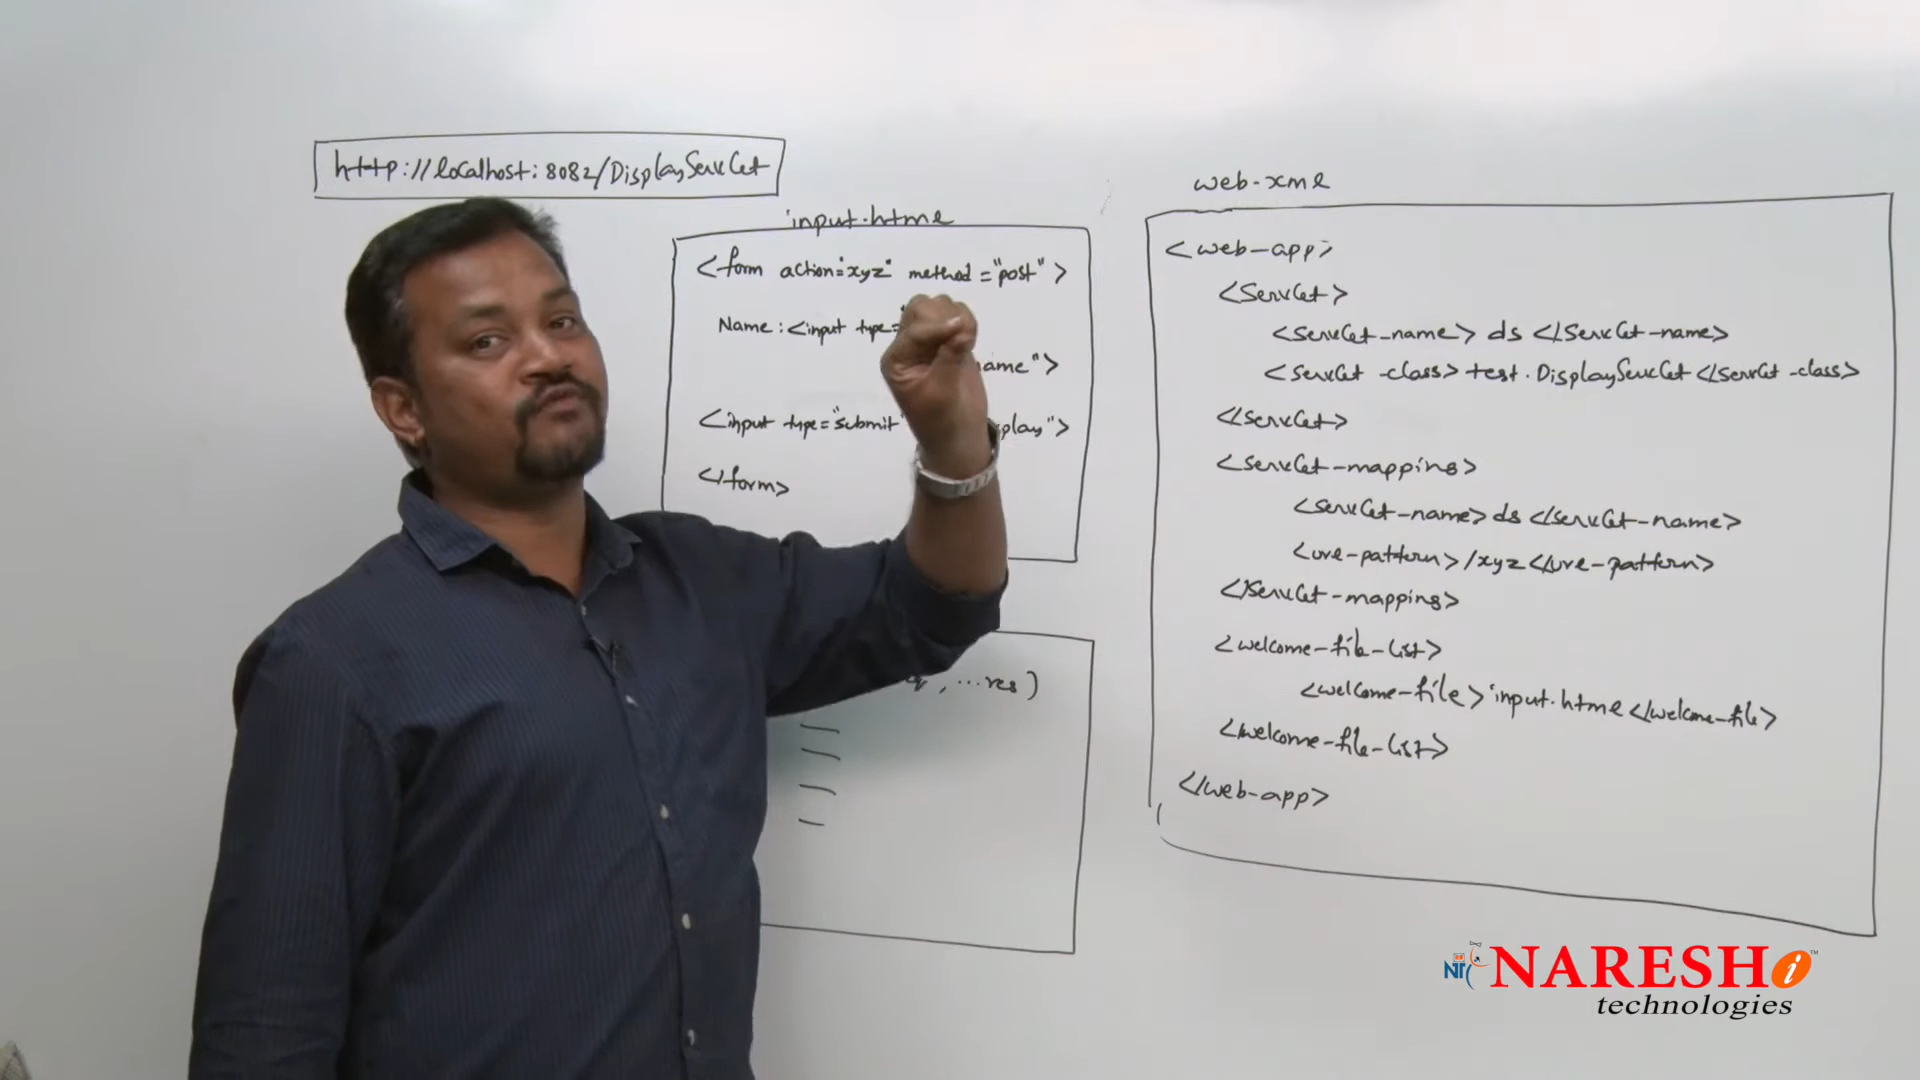 http://localhost:8082/DisplayServlet
input.html
<form action="xyz" method="post">
Name:<input type=
name">
<input type="submit"
splay">
</form>
, ...res)
web.xml
<web-app>
<Servlet>
<servlet-name> ds </Servlet-name>
<servlet-class> test.DisplayServlet </servlet-class>
</servlet>
<servlet-mapping>
<servlet-name> ds </servlet-name>
<url-pattern> /xyz </url-pattern>
</servlet-mapping>
<welcome-file-list>
<welcome-file> input.html </welcome-file>
</welcome-file-list>
</web-app>
NT NARESH i ™
technologies